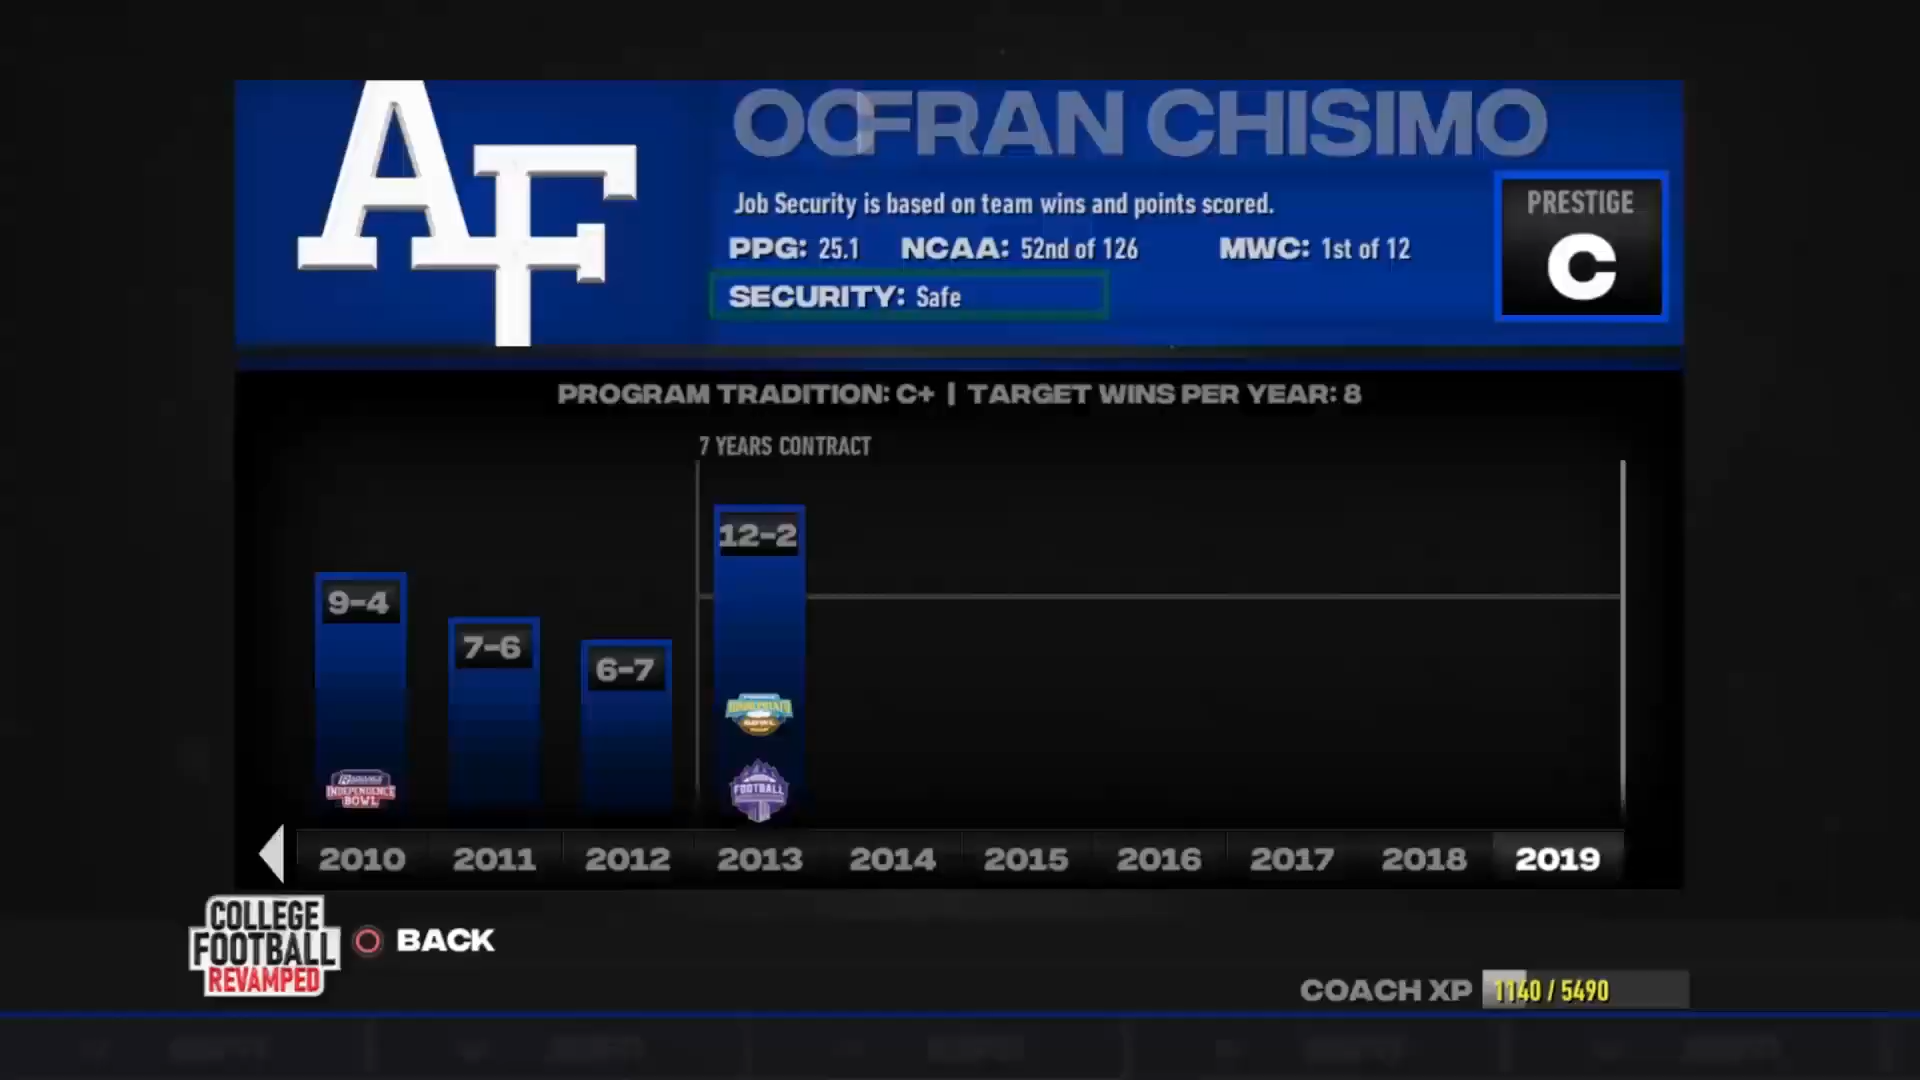 AF
OC FRAN CHISIMO
Job Security is based on team wins and points scored.
PPG: 25.1 NCAA: 52nd of 126 MWC: 1st of 12
SECURITY: Safe
PRESTIGE
C
PROGRAM TRADITION: C+ | TARGET WINS PER YEAR: 8
7 YEARS CONTRACT
12-2
9-4
7-6
6-7
INDEPENDENCE
BOWL
BOWL
FOOTBALL
2010 2011 2012 2013 2014 2015 2016 2017 2018 2019
COLLEGE
FOOTBALL
REVAMPED
BACK
COACH XP 1140 / 5490